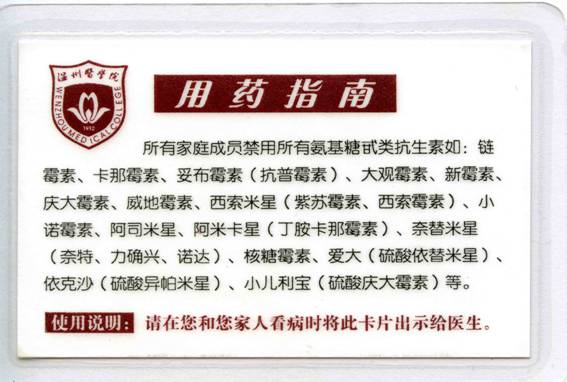 温州医学院
WENZHOU MEDICAL COLLEGE
1912
用药指南
所有家庭成员禁用所有氨基糖甙类抗生素如：链
霉素、卡那霉素、妥布霉素（抗普霉素）、大观霉素、新霉素、
庆大霉素、威地霉素、西索米星（紫苏霉素、西索霉素）、小
诺霉素、阿司米星、阿米卡星（丁胺卡那霉素）、奈替米星
（奈特、力确兴、诺达）、核糖霉素、爱大（硫酸依替米星）、
依克沙（硫酸异帕米星）、小儿利宝（硫酸庆大霉素）等。
使用说明：请在您和您家人看病时将此卡片出示给医生。